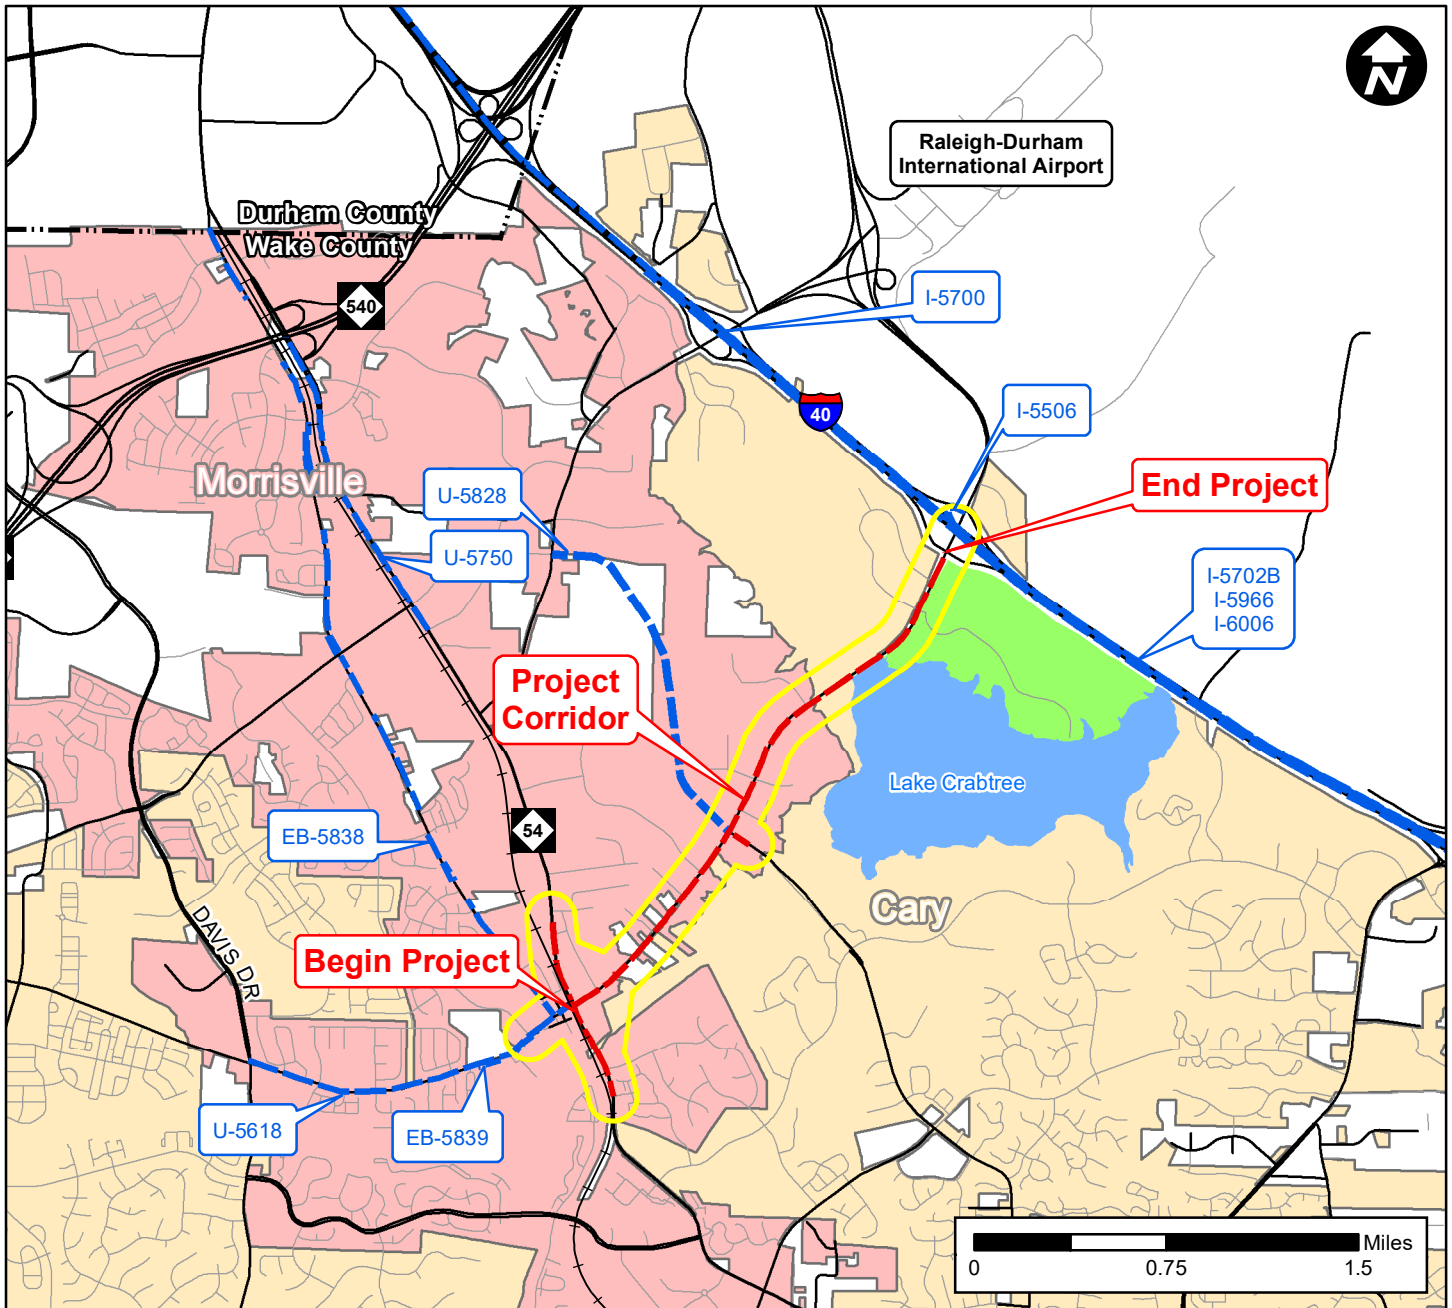 N
Raleigh-Durham
International Airport
Durham County
Wake County
540
I-5700
40
I-5506
End Project
Morrisville
U-5828
U-5750
I-5702B
I-5966
I-6006
Project
Corridor
Lake Crabtree
54
EB-5838
Cary
DAVIS DR
Begin Project
U-5618
EB-5839
Miles
0
0.75
1.5